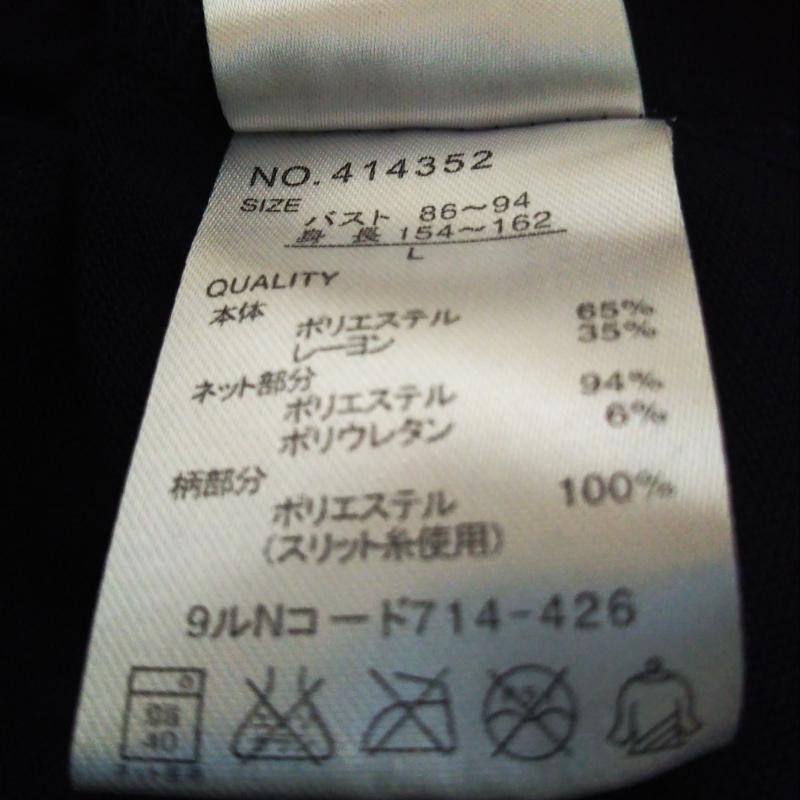 NO. 414352
SIZE
バスト 86〜94
身長 154〜162
L
QUALITY
本体
ポリエステル 65%
レーヨン 35%
ネット部分
ポリエステル 94%
ポリウレタン 6%
柄部分
ポリエステル 100%
(スリット糸使用)
9ルNコード714-426
40